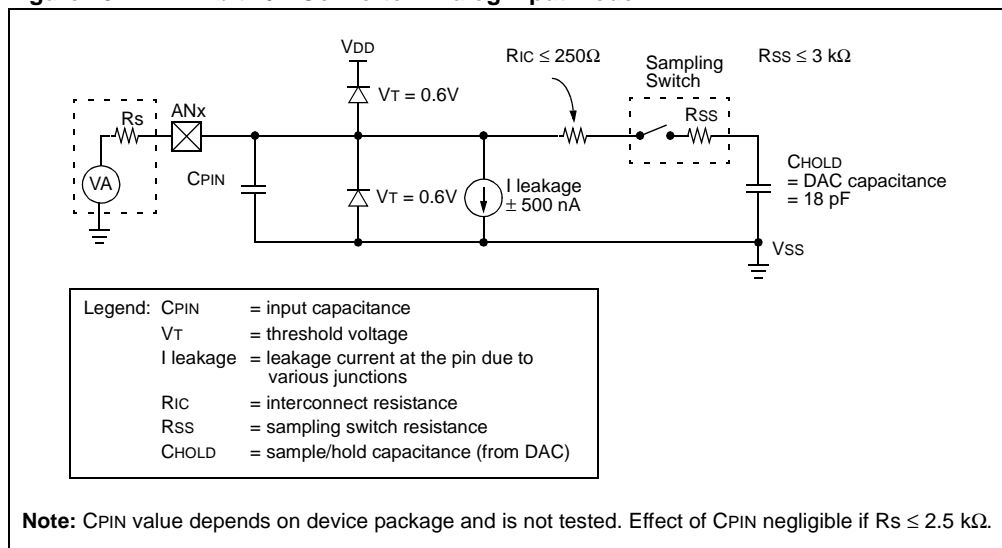 VDD
RIC ≤ 250Ω
Sampling
Switch
RSS ≤ 3 kΩ
VT = 0.6V
Rs
ANx
RSS
VA
CPIN
VT = 0.6V
I leakage
± 500 nA
CHOLD
= DAC capacitance
= 18 pF
VSS
Legend: CPIN = input capacitance
VT = threshold voltage
I leakage = leakage current at the pin due to
various junctions
RIC = interconnect resistance
RSS = sampling switch resistance
CHOLD = sample/hold capacitance (from DAC)
Note: CPIN value depends on device package and is not tested. Effect of CPIN negligible if Rs ≤ 2.5 kΩ.